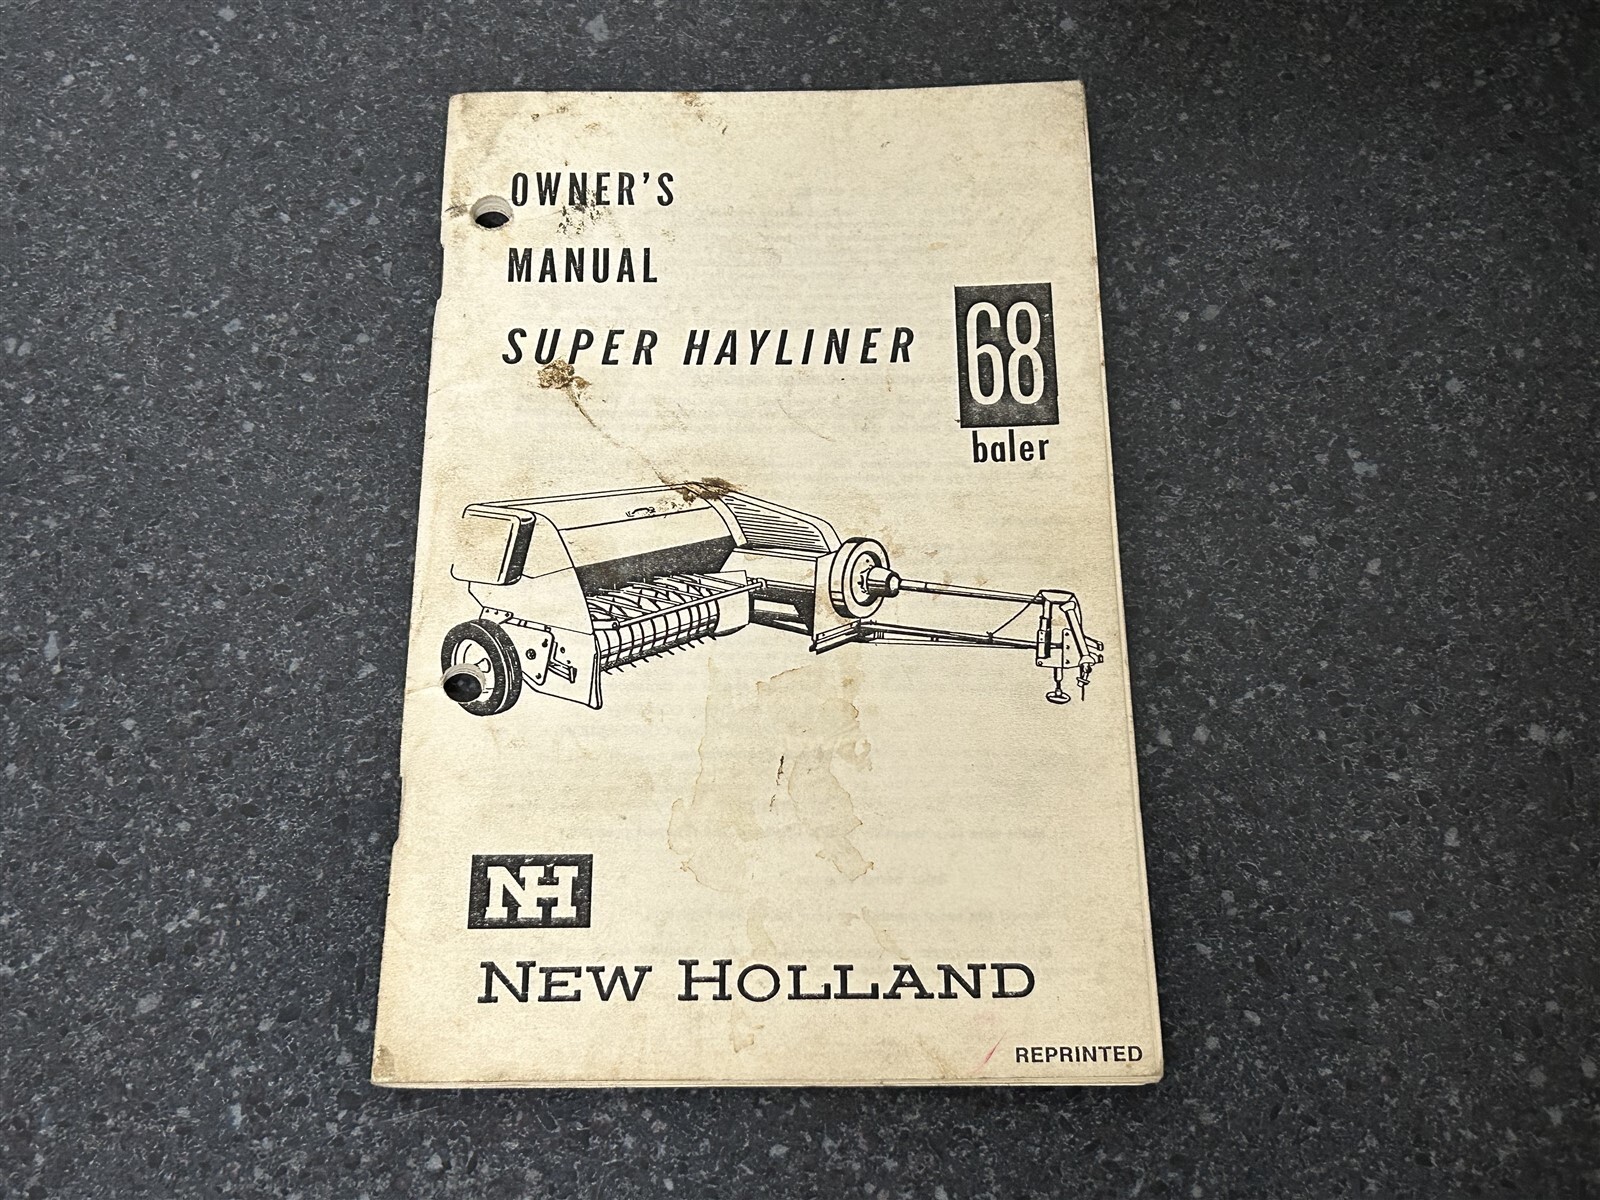 OWNER'S
MANUAL
SUPER HAYLINER
68
baler
NH
NEW HOLLAND
REPRINTED